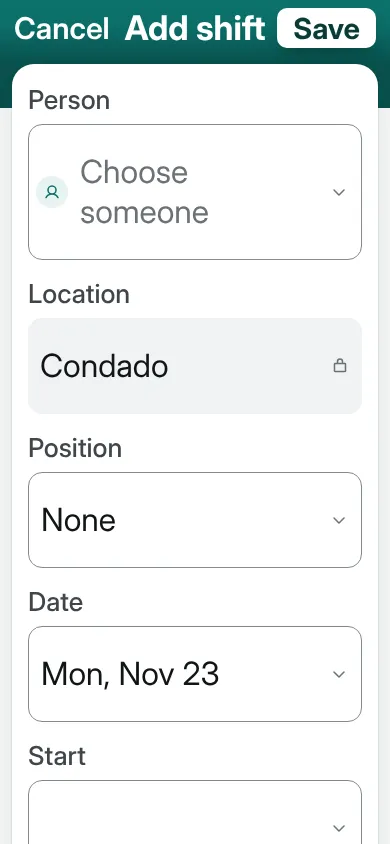 Cancel Add shift Save
Person
Choose
someone
Location
Condado
Position
None
Date
Mon, Nov 23
Start